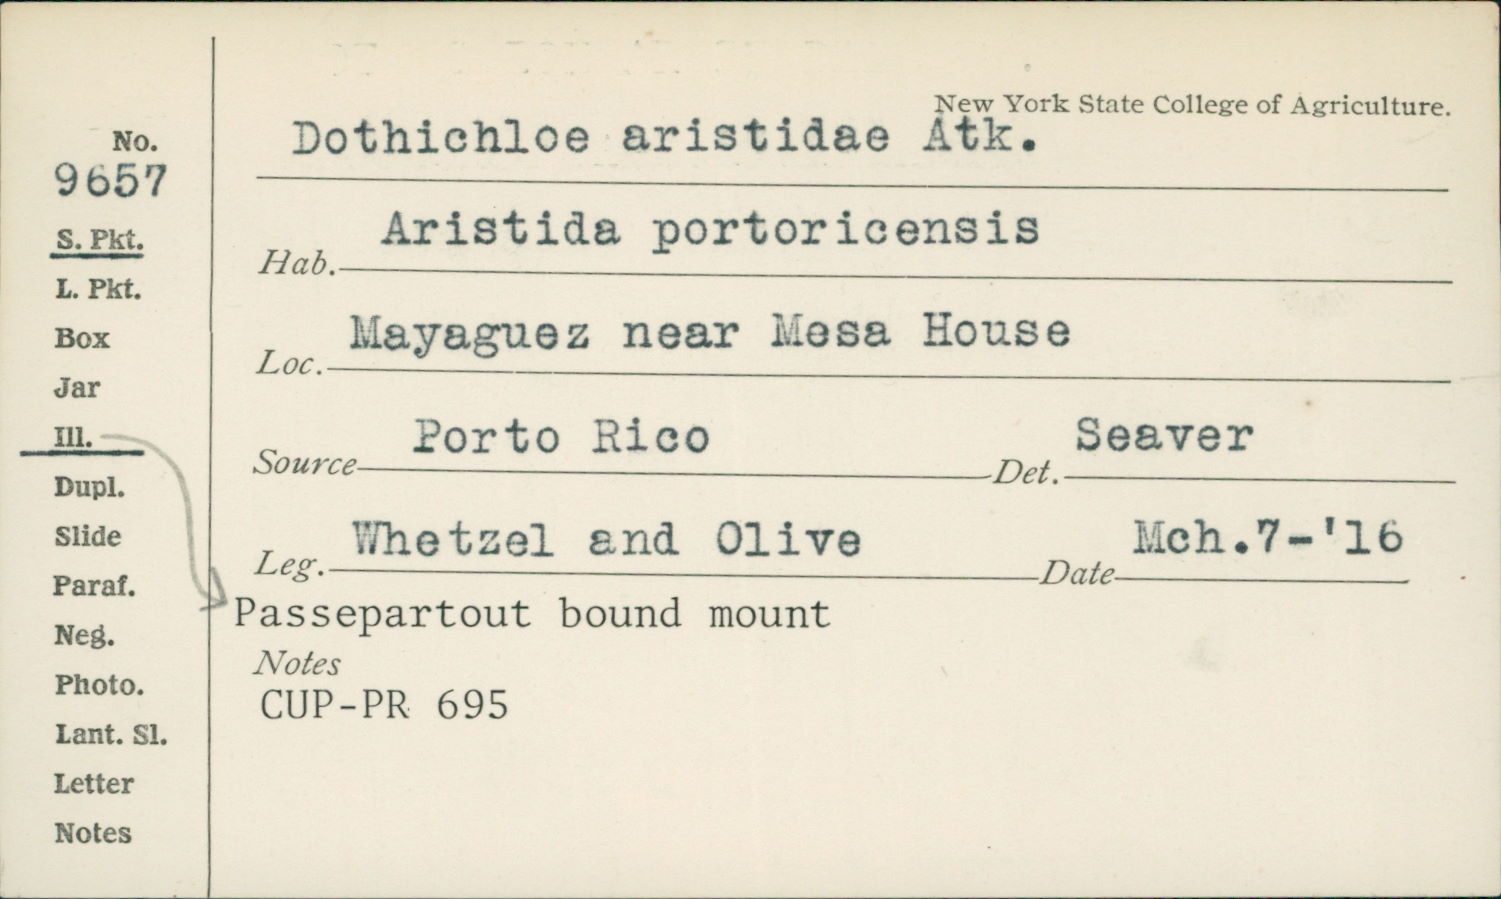 New York State College of Agriculture.
No.
9657
S. Pkt.
L. Pkt.
Box
Jar
Ill.
Dupl.
Slide
Paraf.
Neg.
Photo.
Lant. Sl.
Letter
Notes
Dothichloe aristidae Atk.
Hab. Aristida portoricensis
Loc. Mayaguez near Mesa House
Source Porto Rico Det. Seaver
Leg. Whetzel and Olive Date Mch.7-'16
Passepartout bound mount
Notes
CUP-PR 695